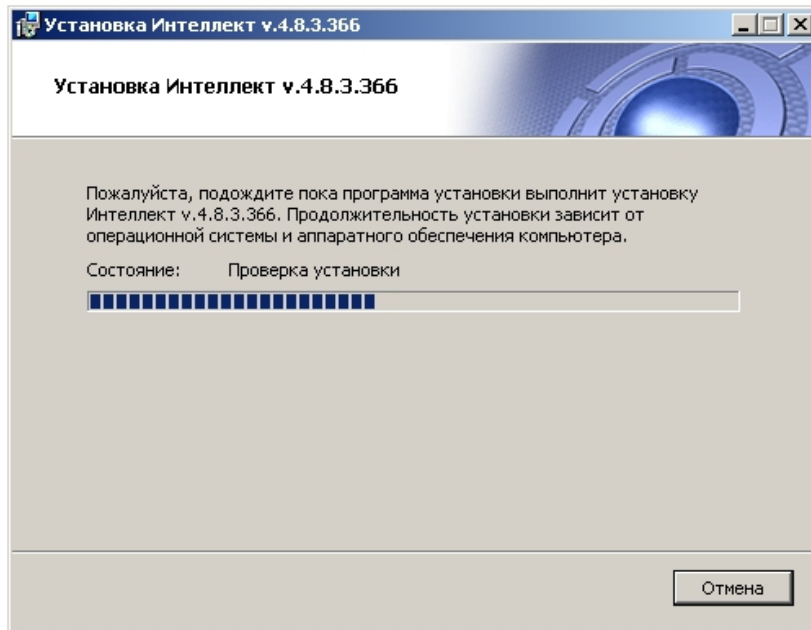 Установка Интеллект v.4.8.3.366
Установка Интеллект v.4.8.3.366
Пожалуйста, подождите пока программа установки выполнит установку
Интеллект v.4.8.3.366. Продолжительность установки зависит от
операционной системы и аппаратного обеспечения компьютера.
Состояние: Проверка установки
Отмена